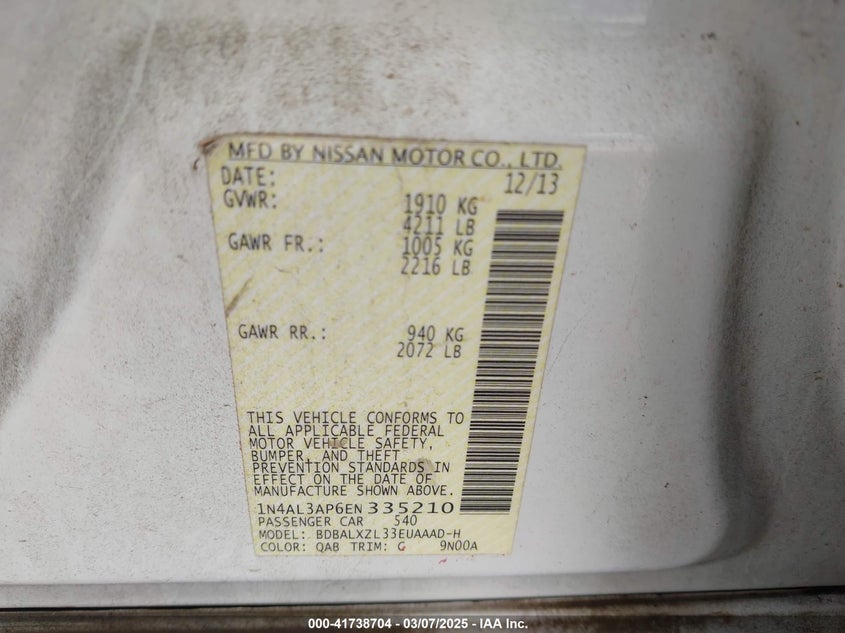 MFD BY NISSAN MOTOR CO., LTD.
DATE: 12/13
GVWR: 1910 KG
4211 LB
GAWR FR.: 1005 KG
2216 LB
GAWR RR.: 940 KG
2072 LB
THIS VEHICLE CONFORMS TO
ALL APPLICABLE FEDERAL
MOTOR VEHICLE SAFETY,
BUMPER, AND THEFT
PREVENTION STANDARDS IN
EFFECT ON THE DATE OF
MANUFACTURE SHOWN ABOVE.
1N4AL3AP6EN 335210
PASSENGER CAR 540
MODEL: BDBALXZL33EUAAAD-H
COLOR: QAB TRIM: G 9N00A
000-41738704 — 03/07/2025 — IAA Inc.